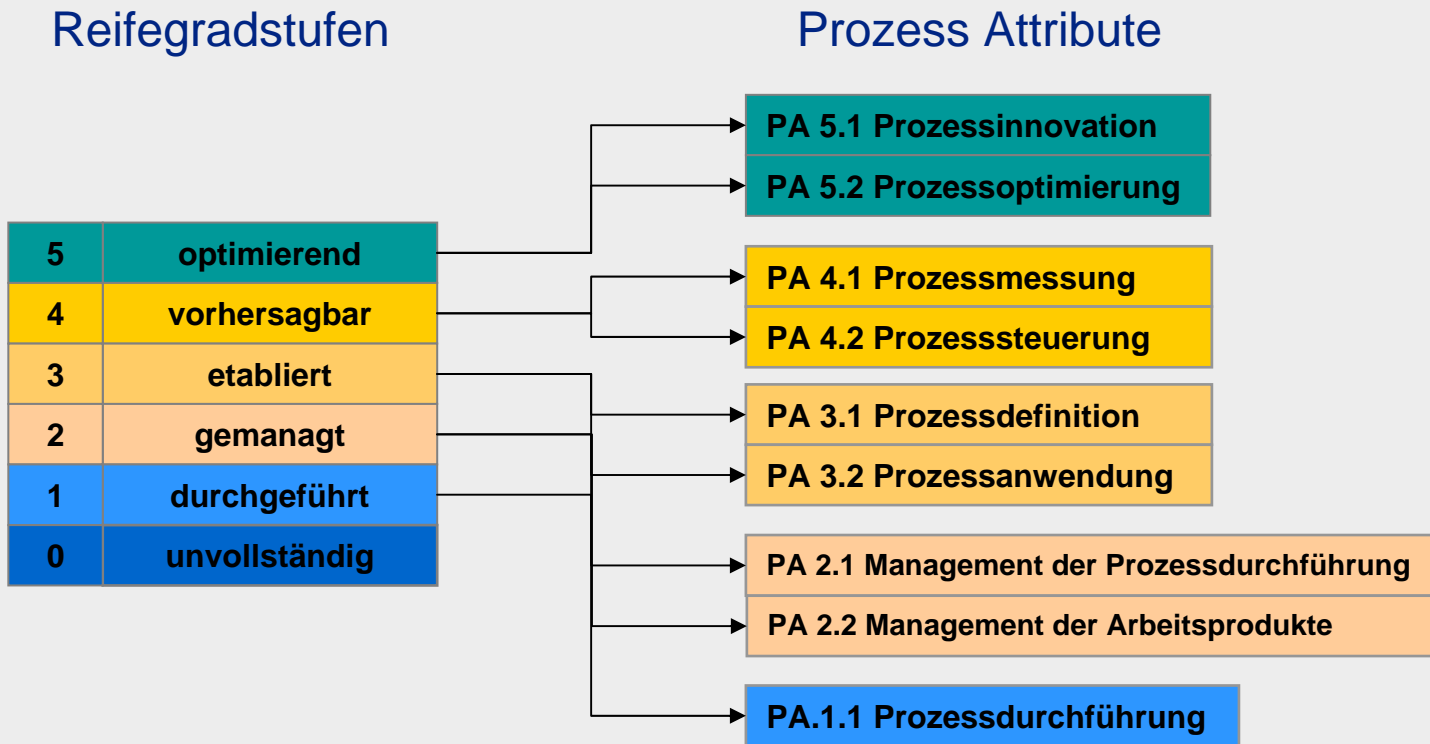 Reifegradstufen
Prozess Attribute
5 optimierend
4 vorhersagbar
3 etabliert
2 gemanagt
1 durchgeführt
0 unvollständig
PA 5.1 Prozessinnovation
PA 5.2 Prozessoptimierung
PA 4.1 Prozessmessung
PA 4.2 Prozesssteuerung
PA 3.1 Prozessdefinition
PA 3.2 Prozessanwendung
PA 2.1 Management der Prozessdurchführung
PA 2.2 Management der Arbeitsprodukte
PA.1.1 Prozessdurchführung